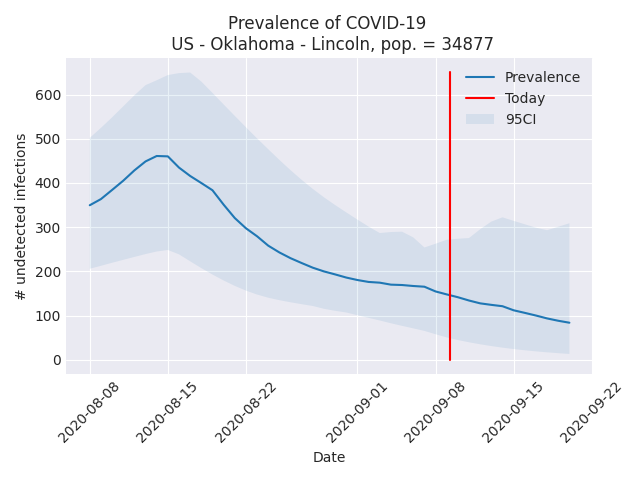 Prevalence of COVID-19
US - Oklahoma - Lincoln, pop. = 34877
Prevalence
Today
95CI
600
500
400
300
200
100
0
# undetected infections
2020-08-08
2020-08-15
2020-08-22
2020-09-01
2020-09-08
2020-09-15
2020-09-22
Date